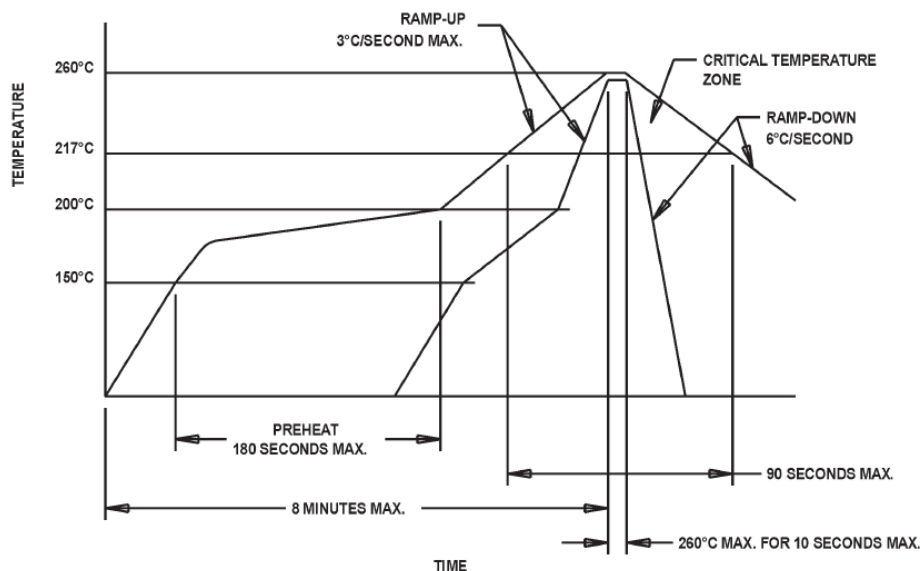 RAMP-UP
3°C/SECOND MAX.
260°C
CRITICAL TEMPERATURE
ZONE
RAMP-DOWN
6°C/SECOND
TEMPERATURE
217°C
200°C
150°C
PREHEAT
180 SECONDS MAX.
90 SECONDS MAX.
8 MINUTES MAX.
260°C MAX. FOR 10 SECONDS MAX.
TIME